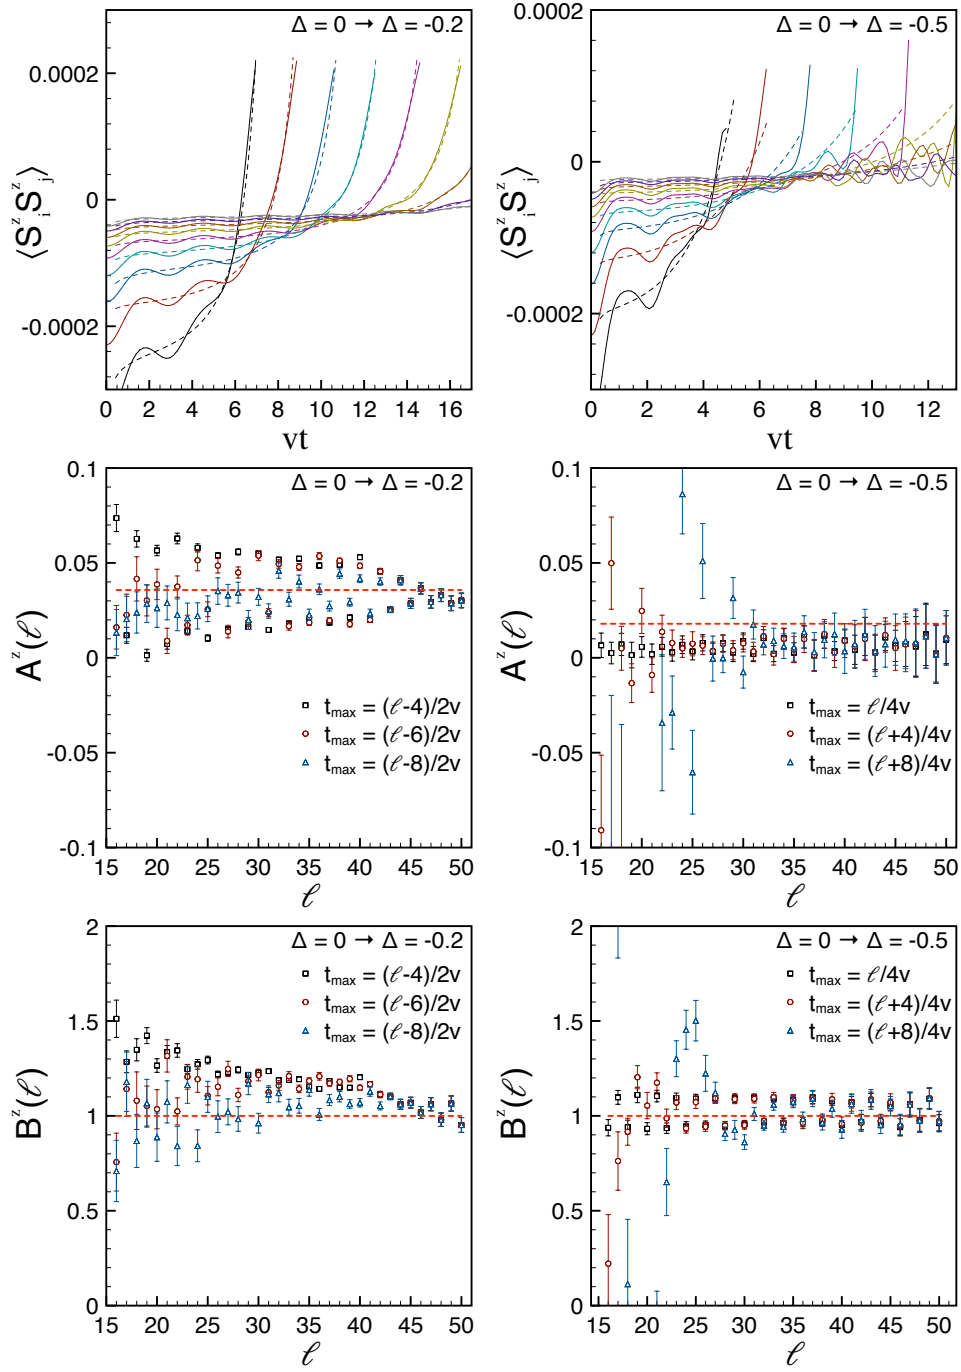 Δ = 0 → Δ = -0.2
0.0002
0
-0.0002
⟨S^z_i S^z_j⟩
0 2 4 6 8 10 12 14 16
vt
Δ = 0 → Δ = -0.5
0.0002
0
-0.0002
⟨S^z_i S^z_j⟩
0 2 4 6 8 10 12
vt
Δ = 0 → Δ = -0.2
0.1
0.05
0
-0.05
-0.1
A^z(ℓ)
t_max = (ℓ-4)/2v
t_max = (ℓ-6)/2v
t_max = (ℓ-8)/2v
15 20 25 30 35 40 45 50
ℓ
Δ = 0 → Δ = -0.5
0.1
0.05
0
-0.05
-0.1
A^z(ℓ)
t_max = ℓ/4v
t_max = (ℓ+4)/4v
t_max = (ℓ+8)/4v
15 20 25 30 35 40 45 50
ℓ
Δ = 0 → Δ = -0.2
2
1.5
1
0.5
0
B^z(ℓ)
t_max = (ℓ-4)/2v
t_max = (ℓ-6)/2v
t_max = (ℓ-8)/2v
15 20 25 30 35 40 45 50
ℓ
Δ = 0 → Δ = -0.5
2
1.5
1
0.5
0
B^z(ℓ)
t_max = ℓ/4v
t_max = (ℓ+4)/4v
t_max = (ℓ+8)/4v
15 20 25 30 35 40 45 50
ℓ